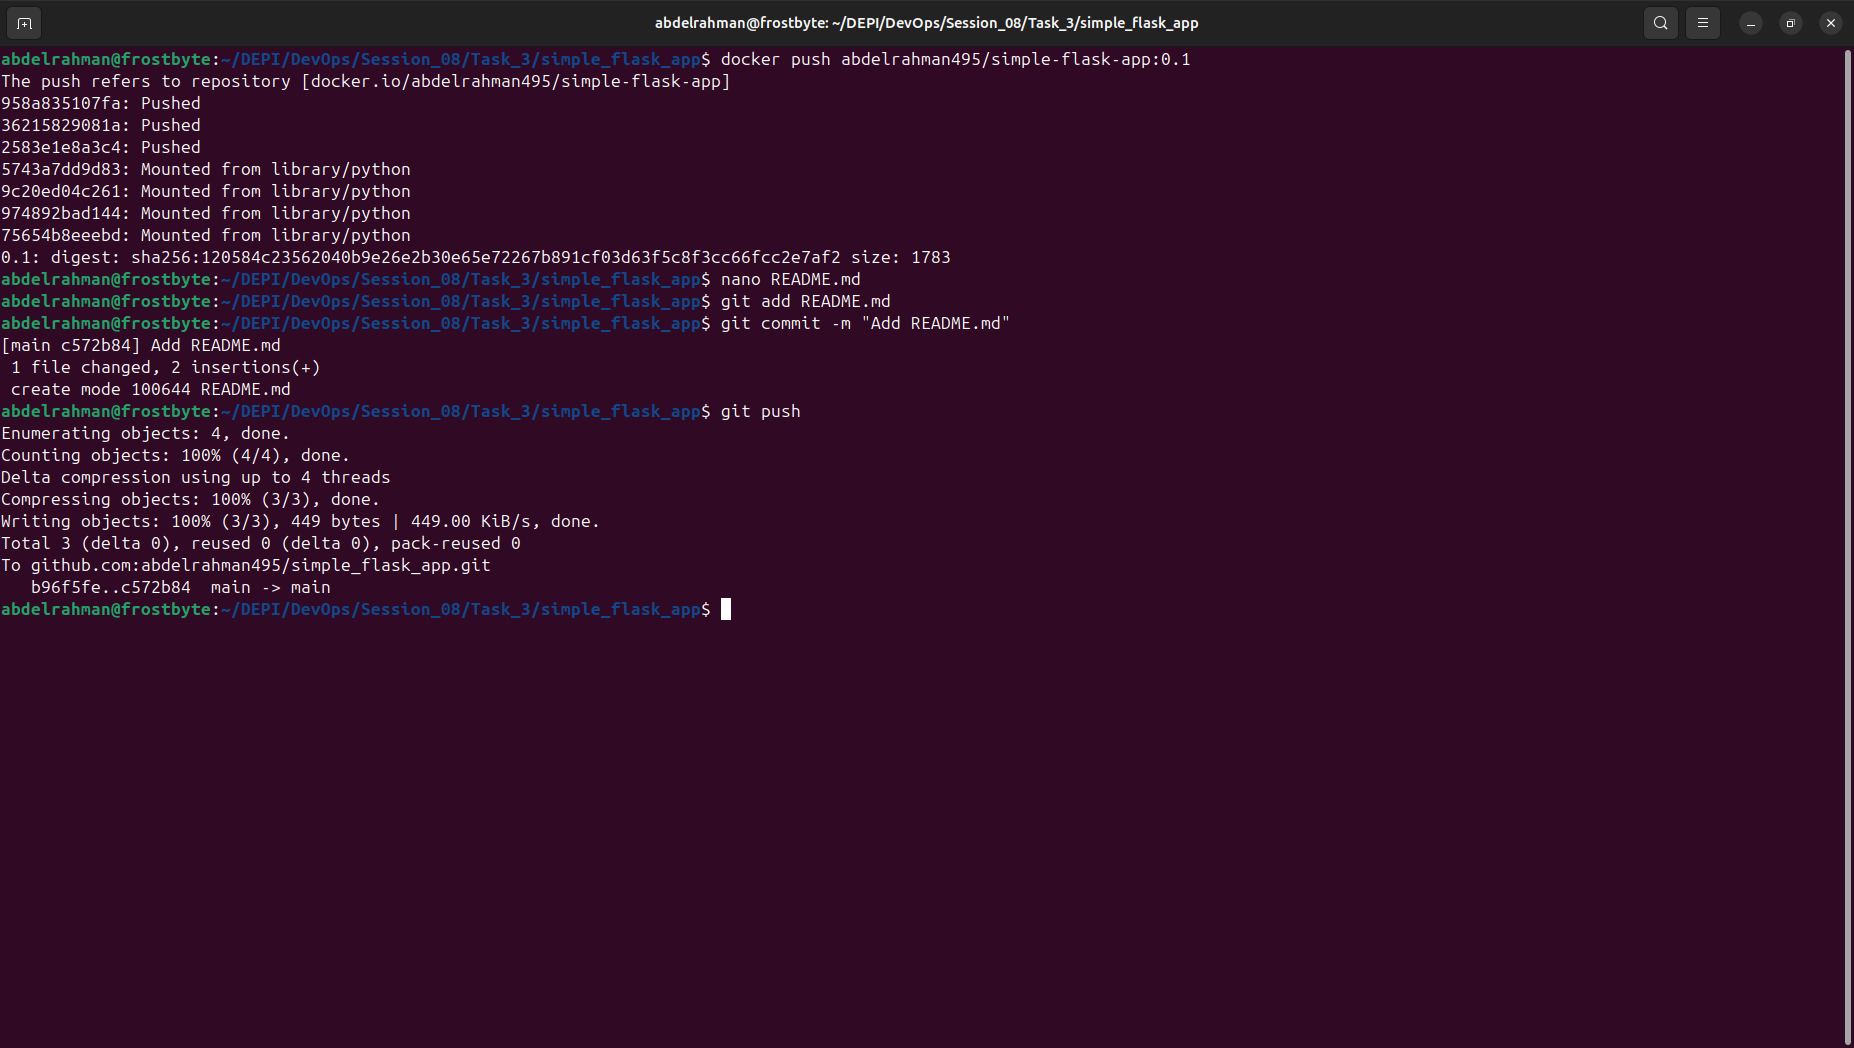 abdelrahman@frostbyte: ~/DEPI/DevOps/Session_08/Task_3/simple_flask_app
abdelrahman@frostbyte:~/DEPI/DevOps/Session_08/Task_3/simple_flask_app$ docker push abdelrahman495/simple-flask-app:0.1
The push refers to repository [docker.io/abdelrahman495/simple-flask-app]
958a835107fa: Pushed
36215829081a: Pushed
2583e1e8a3c4: Pushed
5743a7dd9d83: Mounted from library/python
9c20ed04c261: Mounted from library/python
974892bad144: Mounted from library/python
75654b8eeebd: Mounted from library/python
0.1: digest: sha256:120584c23562040b9e26e2b30e65e72267b891cf03d63f5c8f3cc66fcc2e7af2 size: 1783
abdelrahman@frostbyte:~/DEPI/DevOps/Session_08/Task_3/simple_flask_app$ nano README.md
abdelrahman@frostbyte:~/DEPI/DevOps/Session_08/Task_3/simple_flask_app$ git add README.md
abdelrahman@frostbyte:~/DEPI/DevOps/Session_08/Task_3/simple_flask_app$ git commit -m "Add README.md"
[main c572b84] Add README.md
 1 file changed, 2 insertions(+)
 create mode 100644 README.md
abdelrahman@frostbyte:~/DEPI/DevOps/Session_08/Task_3/simple_flask_app$ git push
Enumerating objects: 4, done.
Counting objects: 100% (4/4), done.
Delta compression using up to 4 threads
Compressing objects: 100% (3/3), done.
Writing objects: 100% (3/3), 449 bytes | 449.00 KiB/s, done.
Total 3 (delta 0), reused 0 (delta 0), pack-reused 0
To github.com:abdelrahman495/simple_flask_app.git
   b96f5fe..c572b84  main -> main
abdelrahman@frostbyte:~/DEPI/DevOps/Session_08/Task_3/simple_flask_app$